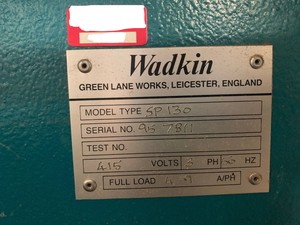 Wadkin
GREEN LANE WORKS, LEICESTER, ENGLAND
MODEL TYPE SP 130
SERIAL NO.
TEST NO.
415 VOLTS 3 PH HZ
FULL LOAD A/PH